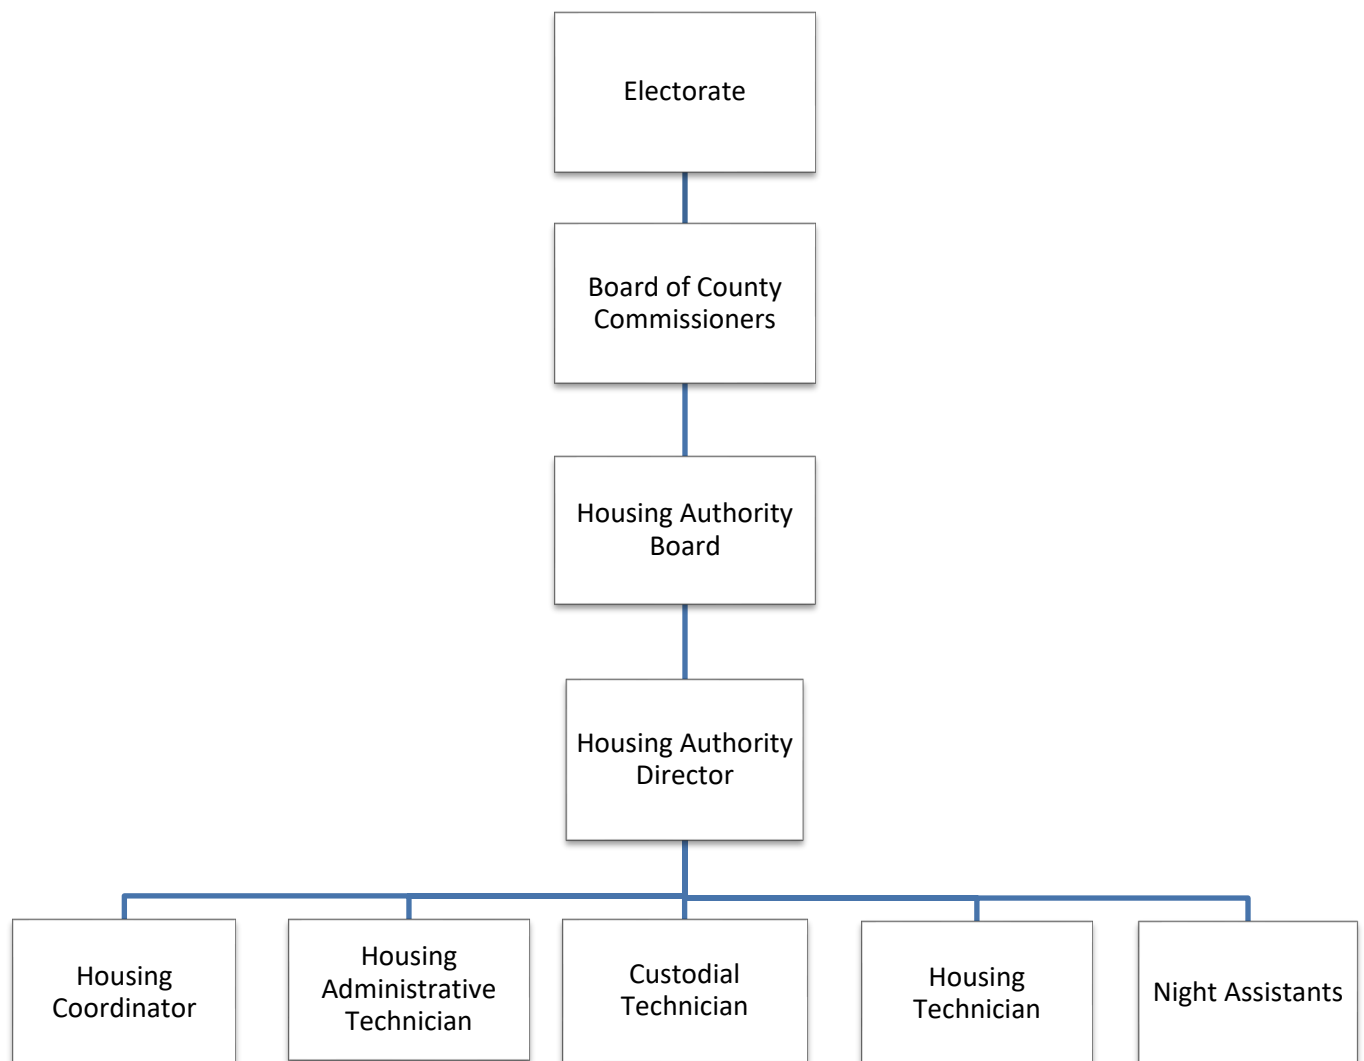 Electorate
Board of County
Commissioners
Housing Authority
Board
Housing Authority
Director
Housing
Coordinator
Housing
Administrative
Technician
Custodial
Technician
Housing
Technician
Night Assistants